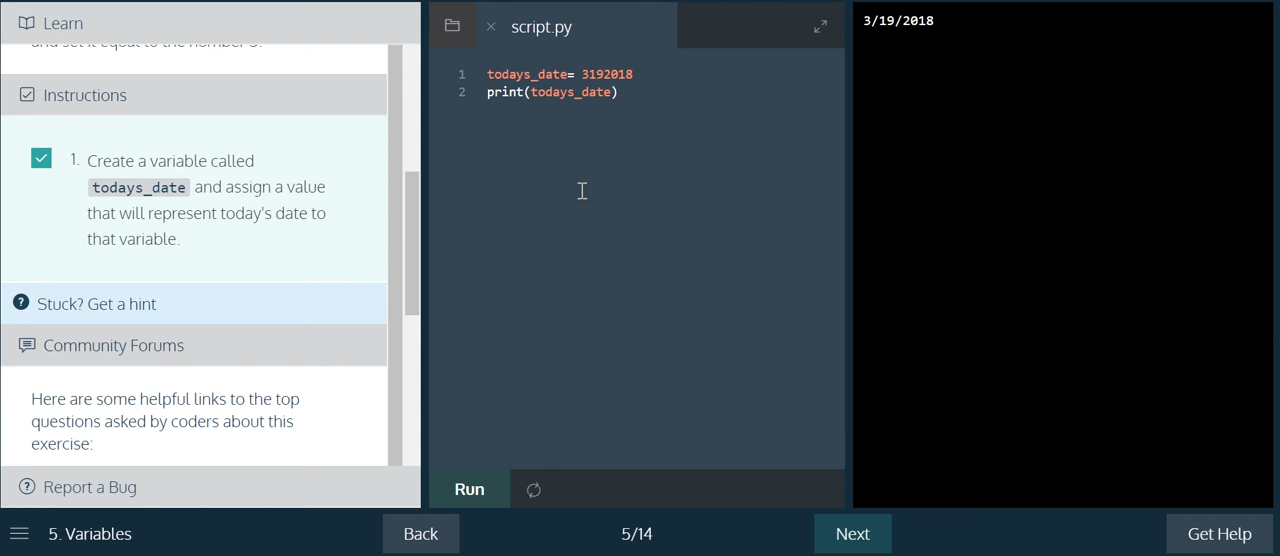 Learn
and set it equal to the number 5.
Instructions
1. Create a variable called
todays_date and assign a value
that will represent today's date to
that variable.
Stuck? Get a hint
Community Forums
Here are some helpful links to the top
questions asked by coders about this
exercise:
Report a Bug
script.py
1 todays_date= 3192018
2 print(todays_date)
Run
3/19/2018
5. Variables
Back
5/14
Next
Get Help